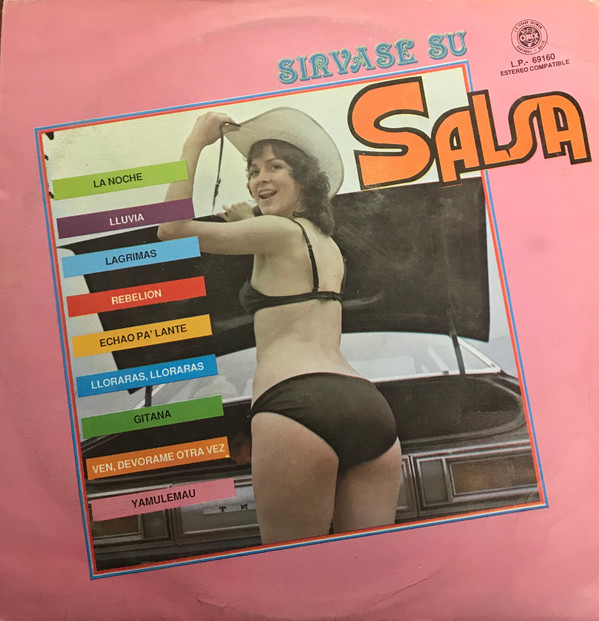 SIRVASE SU
SALSA
ONIX
L.P.- 69160
ESTEREO COMPATIBLE
LA NOCHE
LLUVIA
LAGRIMAS
REBELION
ECHAO PA' LANTE
LLORARAS, LLORARAS
GITANA
VEN, DEVORAME OTRA VEZ
YAMULEMAU